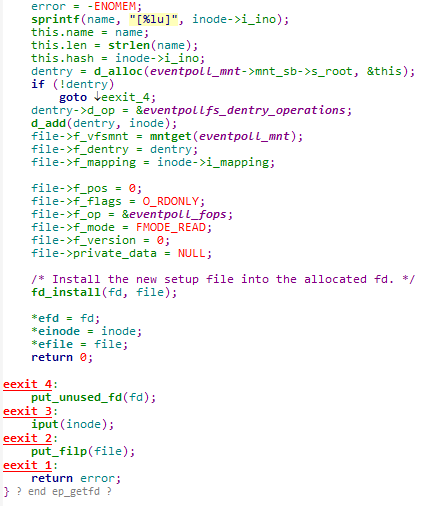 error = -ENOMEM;
sprintf(name, "[%lu]", inode->i_ino);
this.name = name;
this.len = strlen(name);
this.hash = inode->i_ino;
dentry = d_alloc(eventpoll_mnt->mnt_sb->s_root, &this);
if (!dentry)
goto ↓eexit_4;
dentry->d_op = &eventpollfs_dentry_operations;
d_add(dentry, inode);
file->f_vfsmnt = mntget(eventpoll_mnt);
file->f_dentry = dentry;
file->f_mapping = inode->i_mapping;

file->f_pos = 0;
file->f_flags = O_RDONLY;
file->f_op = &eventpoll_fops;
file->f_mode = FMODE_READ;
file->f_version = 0;
file->private_data = NULL;

/* Install the new setup file into the allocated fd. */
fd_install(fd, file);

*efd = fd;
*einode = inode;
*efile = file;
return 0;

eexit_4:
put_unused_fd(fd);
eexit_3:
iput(inode);
eexit_2:
put_filp(file);
eexit_1:
return error;
} ? end ep_getfd ?